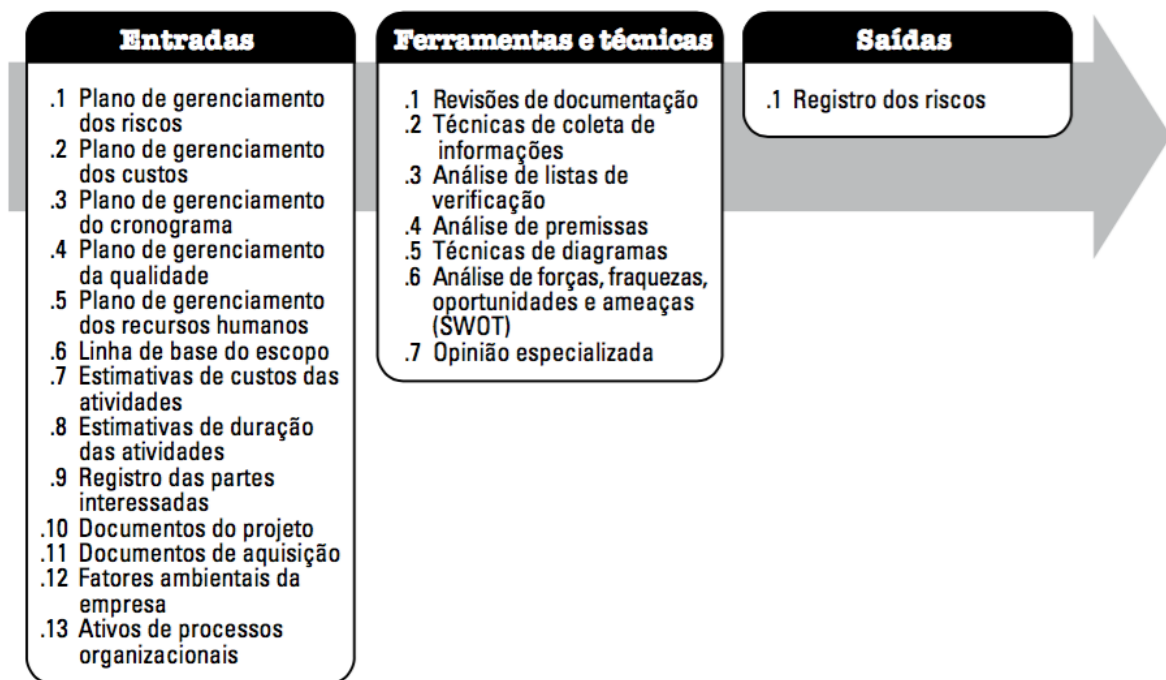 Entradas
.1 Plano de gerenciamento
dos riscos
.2 Plano de gerenciamento
dos custos
.3 Plano de gerenciamento
do cronograma
.4 Plano de gerenciamento
da qualidade
.5 Plano de gerenciamento
dos recursos humanos
.6 Linha de base do escopo
.7 Estimativas de custos das
atividades
.8 Estimativas de duração
das atividades
.9 Registro das partes
interessadas
.10 Documentos do projeto
.11 Documentos de aquisição
.12 Fatores ambientais da
empresa
.13 Ativos de processos
organizacionais
Ferramentas e técnicas
.1 Revisões de documentação
.2 Técnicas de coleta de
informações
.3 Análise de listas de
verificação
.4 Análise de premissas
.5 Técnicas de diagramas
.6 Análise de forças, fraquezas,
oportunidades e ameaças
(SWOT)
.7 Opinião especializada
Saídas
.1 Registro dos riscos